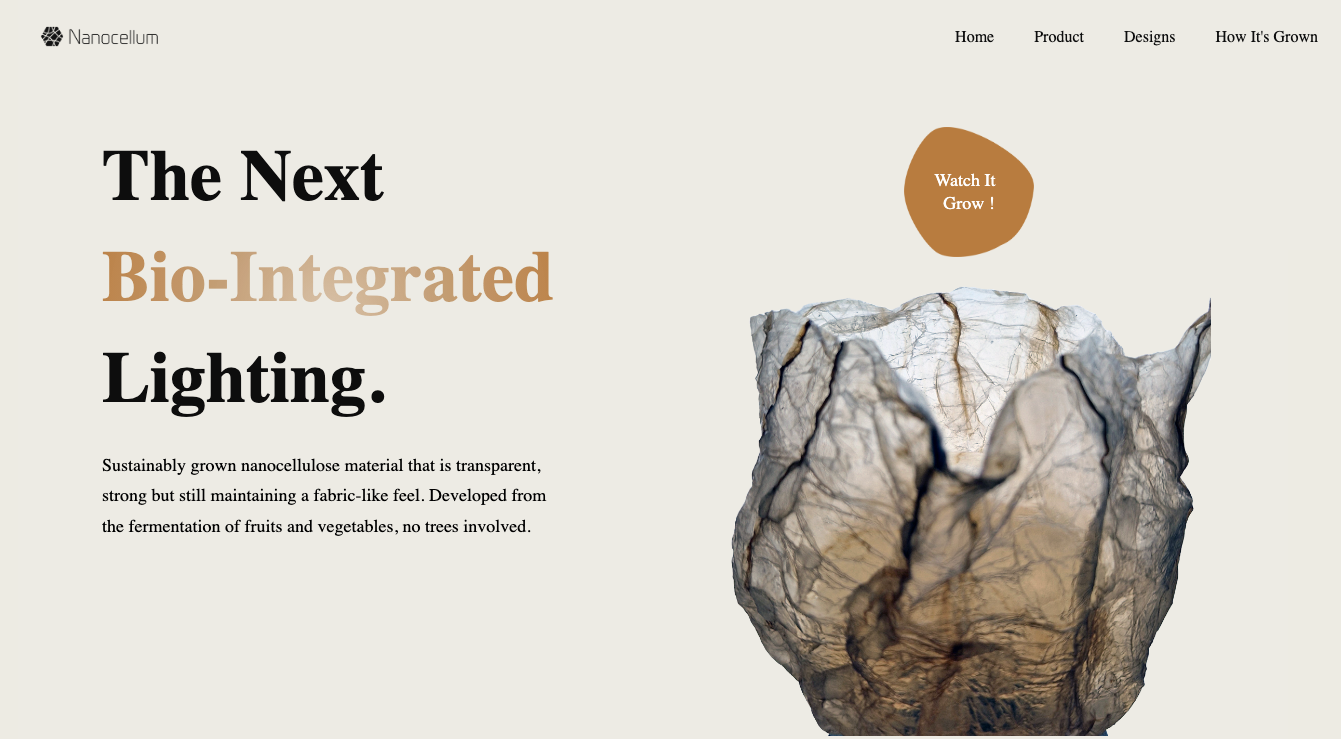 Nanocellum
Home
Product
Designs
How It's Grown
The Next
Bio-Integrated
Lighting.
Sustainably grown nanocellulose material that is transparent,
strong but still maintaining a fabric-like feel. Developed from
the fermentation of fruits and vegetables, no trees involved.
Watch It
Grow !